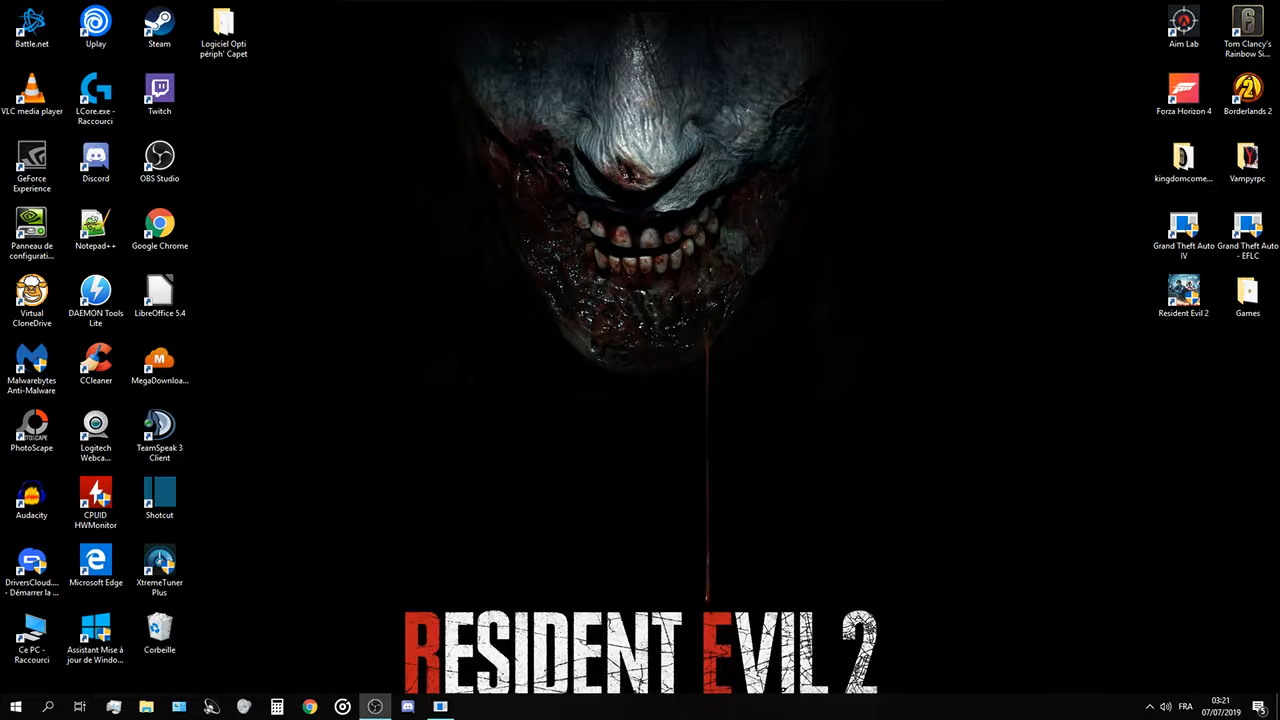 Battle.net
Uplay
Steam
Logiciel Opti
périph' Capet
VLC media player
LCore.exe -
Raccourci
Twitch
GeForce
Experience
Discord
OBS Studio
Panneau de
configurati...
Notepad++
Google Chrome
Virtual
CloneDrive
DAEMON Tools
Lite
LibreOffice 5.4
Malwarebytes
Anti-Malware
CCleaner
MegaDownloa...
PhotoScape
Logitech
Webca...
TeamSpeak 3
Client
Audacity
CPUID
HWMonitor
Shotcut
DriversCloud....
- Démarrer la ...
Microsoft Edge
XtremeTuner
Plus
Ce PC -
Raccourci
Assistant Mise à
jour de Windo...
Corbeille
Aim Lab
Tom Clancy's
Rainbow Si...
Forza Horizon 4
Borderlands 2
kingdomcome...
Vampyrpc
Grand Theft Auto
IV
Grand Theft Auto
- EFLC
Resident Evil 2
Games
RESIDENT EVIL 2
FRA
03:21
07/07/2019